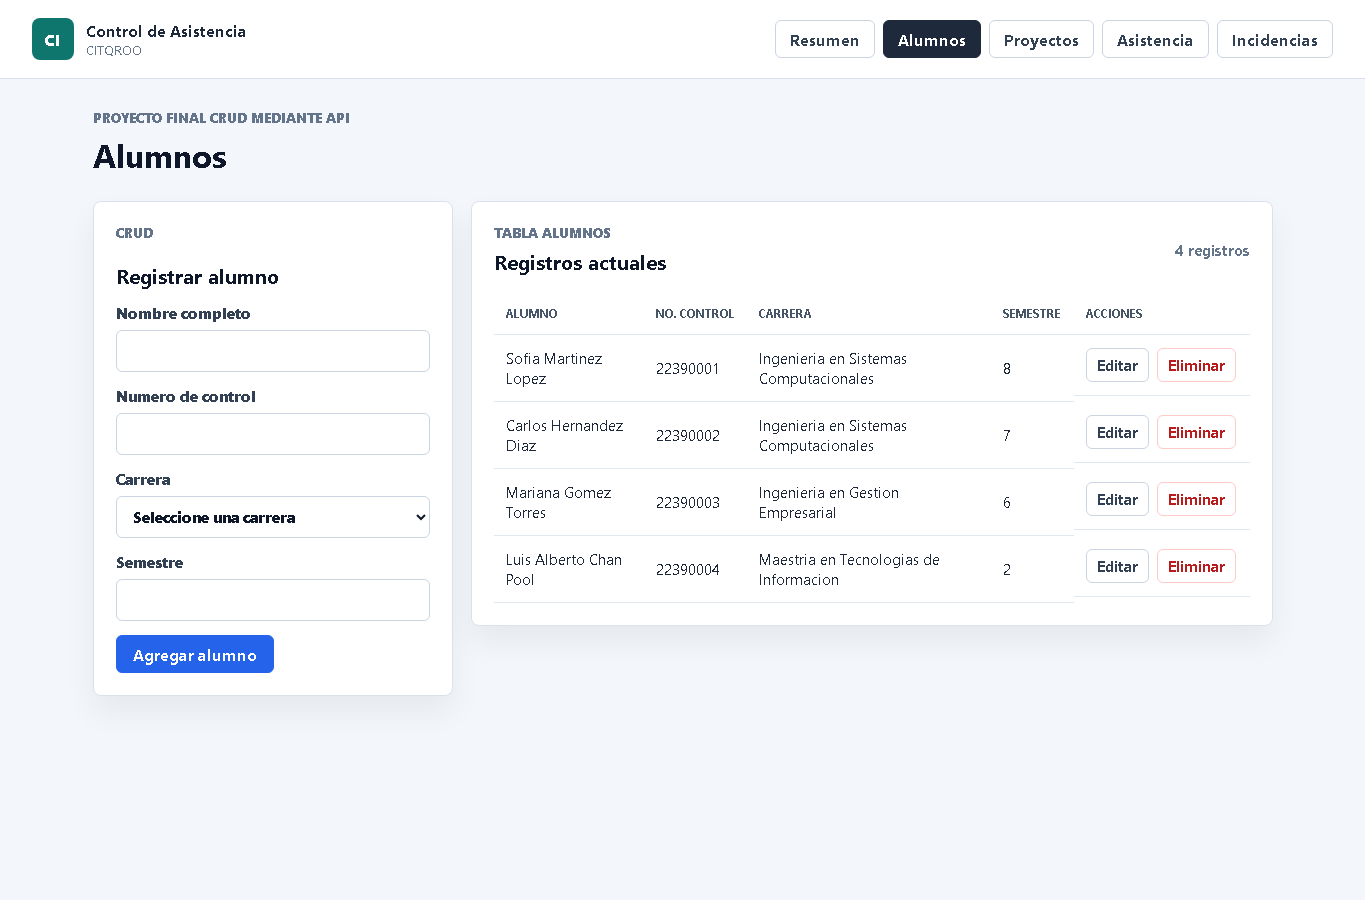 CI
Control de Asistencia
CITQROO
Resumen
Alumnos
Proyectos
Asistencia
Incidencias
PROYECTO FINAL CRUD MEDIANTE API
Alumnos
CRUD
Registrar alumno
Nombre completo
Numero de control
Carrera
Seleccione una carrera
Semestre
Agregar alumno
TABLA ALUMNOS
Registros actuales
4 registros
ALUMNO NO. CONTROL CARRERA SEMESTRE ACCIONES
Sofia Martinez
Lopez
22390001
Ingenieria en Sistemas
Computacionales
8
Editar
Eliminar
Carlos Hernandez
Diaz
22390002
Ingenieria en Sistemas
Computacionales
7
Editar
Eliminar
Mariana Gomez
Torres
22390003
Ingenieria en Gestion
Empresarial
6
Editar
Eliminar
Luis Alberto Chan
Pool
22390004
Maestria en Tecnologias de
Informacion
2
Editar
Eliminar